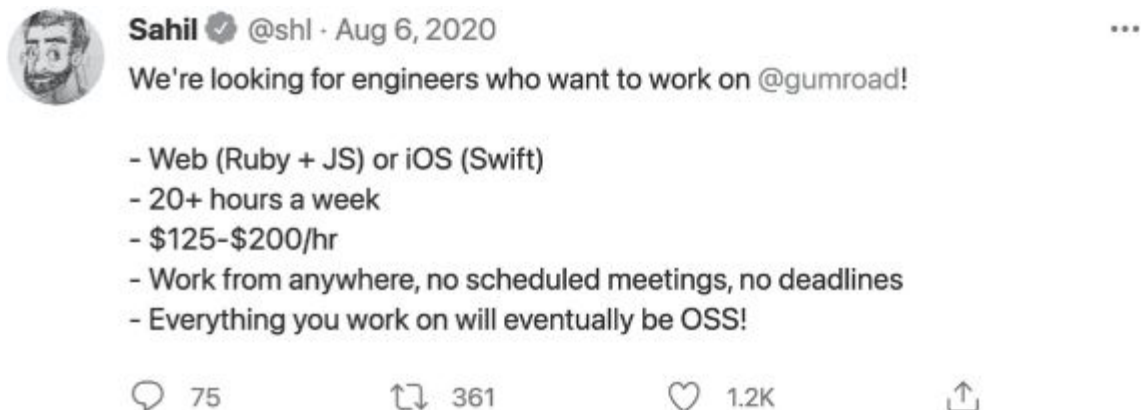 Sahil @shl · Aug 6, 2020
We're looking for engineers who want to work on @gumroad!
- Web (Ruby + JS) or iOS (Swift)
- 20+ hours a week
- $125-$200/hr
- Work from anywhere, no scheduled meetings, no deadlines
- Everything you work on will eventually be OSS!
75 361 1.2K